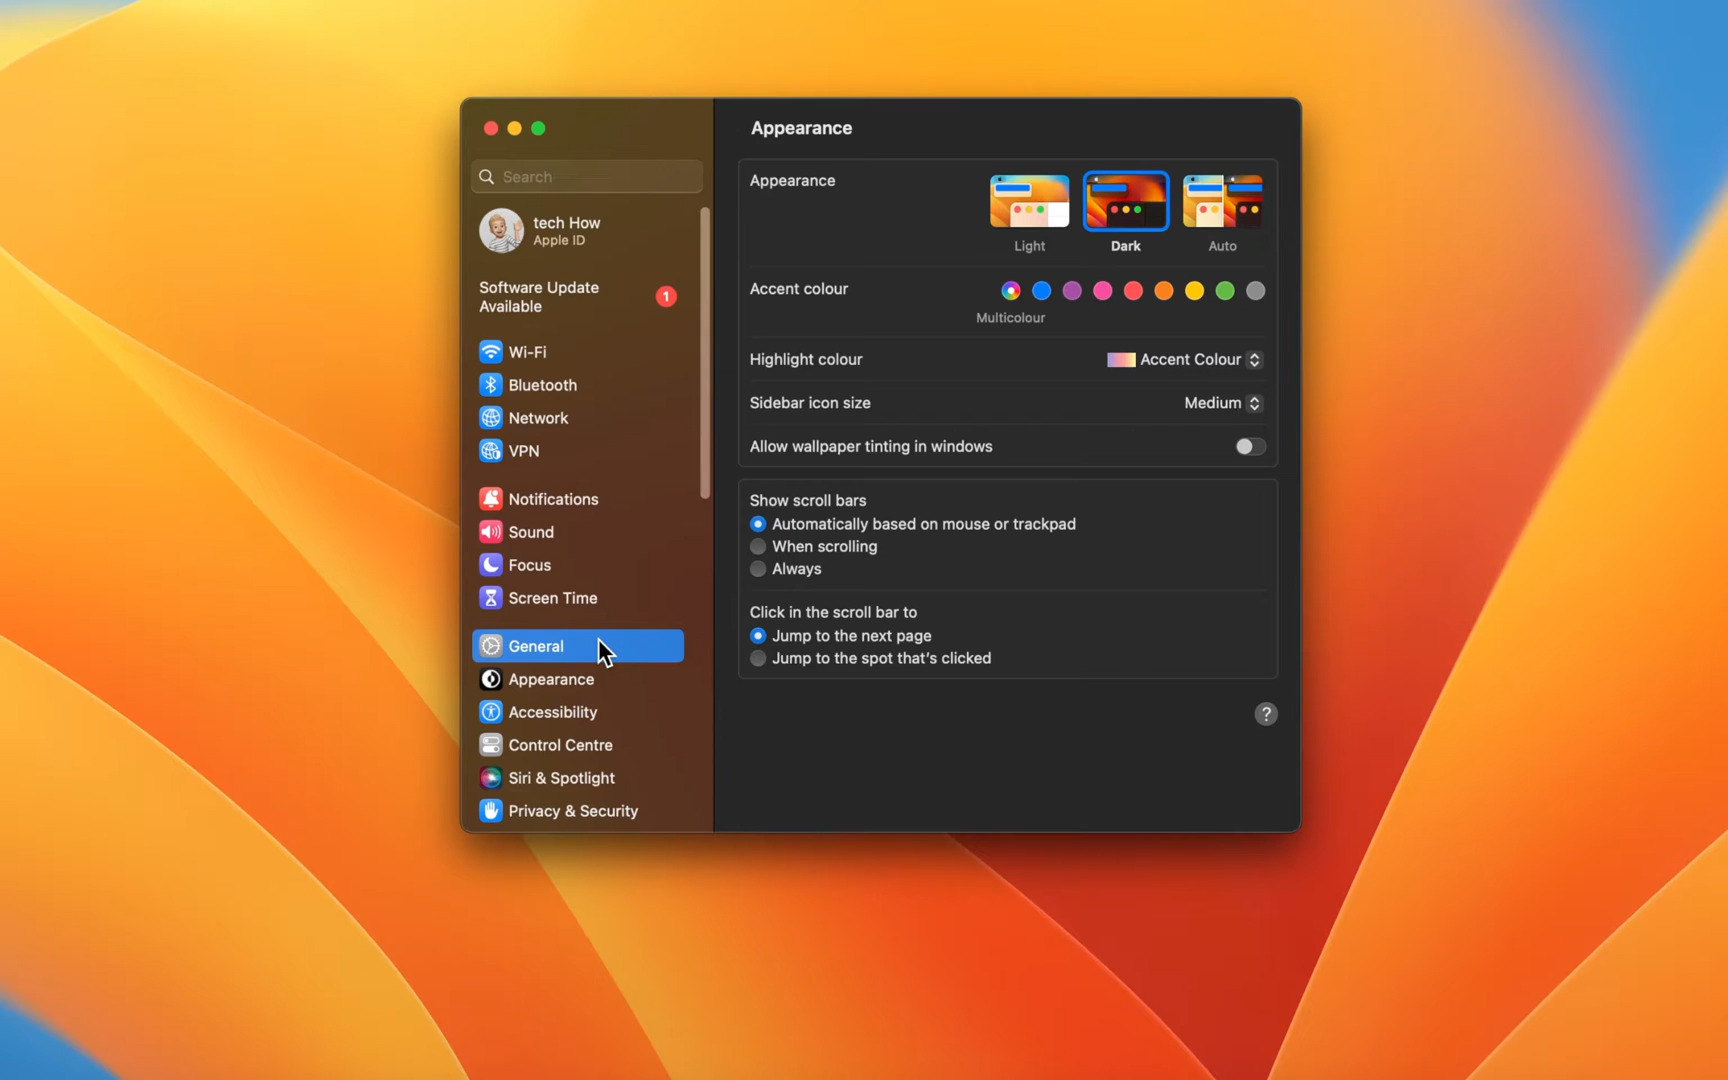 Search
tech How
Apple ID
Software Update
Available
1
Wi-Fi
Bluetooth
Network
VPN
Notifications
Sound
Focus
Screen Time
General
Appearance
Accessibility
Control Centre
Siri & Spotlight
Privacy & Security
Appearance
Appearance
Light
Dark
Auto
Accent colour
Multicolour
Highlight colour
Accent Colour
Sidebar icon size
Medium
Allow wallpaper tinting in windows
Show scroll bars
Automatically based on mouse or trackpad
When scrolling
Always
Click in the scroll bar to
Jump to the next page
Jump to the spot that's clicked
?